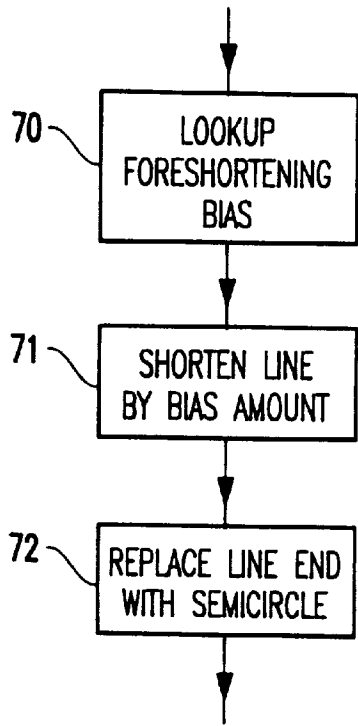 70
LOOKUP
FORESHORTENING
BIAS
71
SHORTEN LINE
BY BIAS AMOUNT
72
REPLACE LINE END
WITH SEMICIRCLE